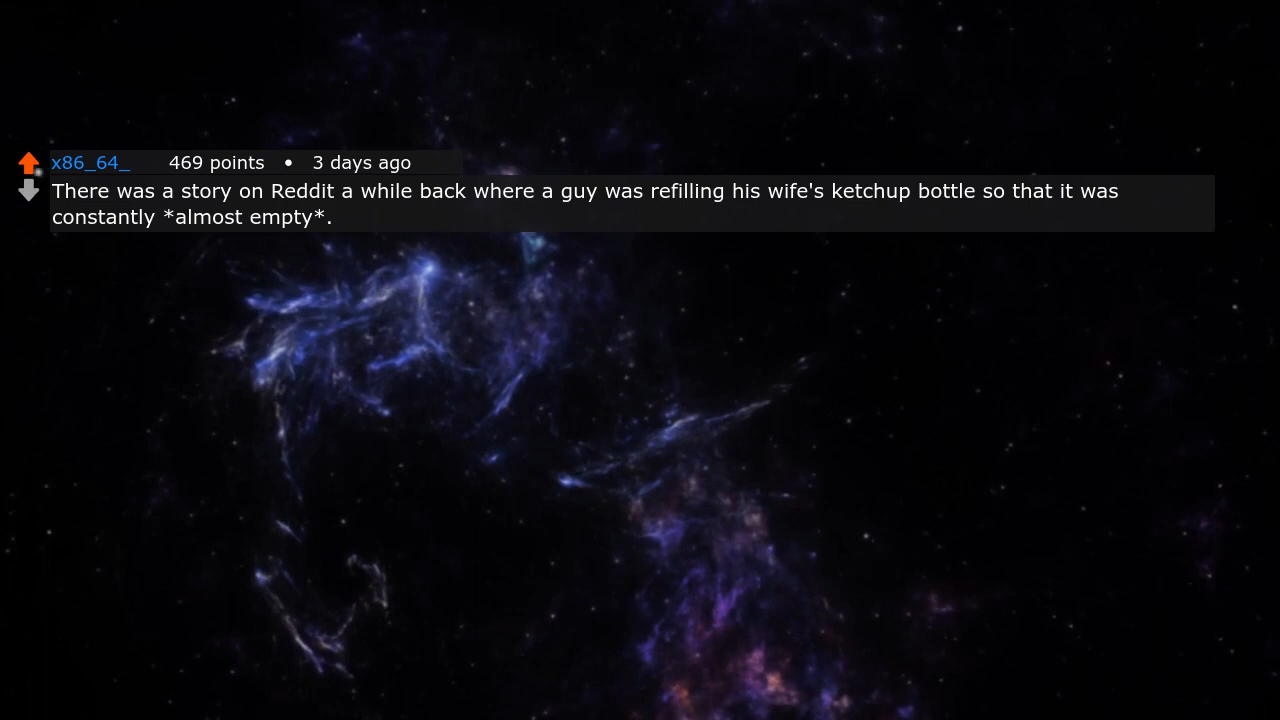 x86_64_ 469 points • 3 days ago
There was a story on Reddit a while back where a guy was refilling his wife's ketchup bottle so that it was
constantly *almost empty*.